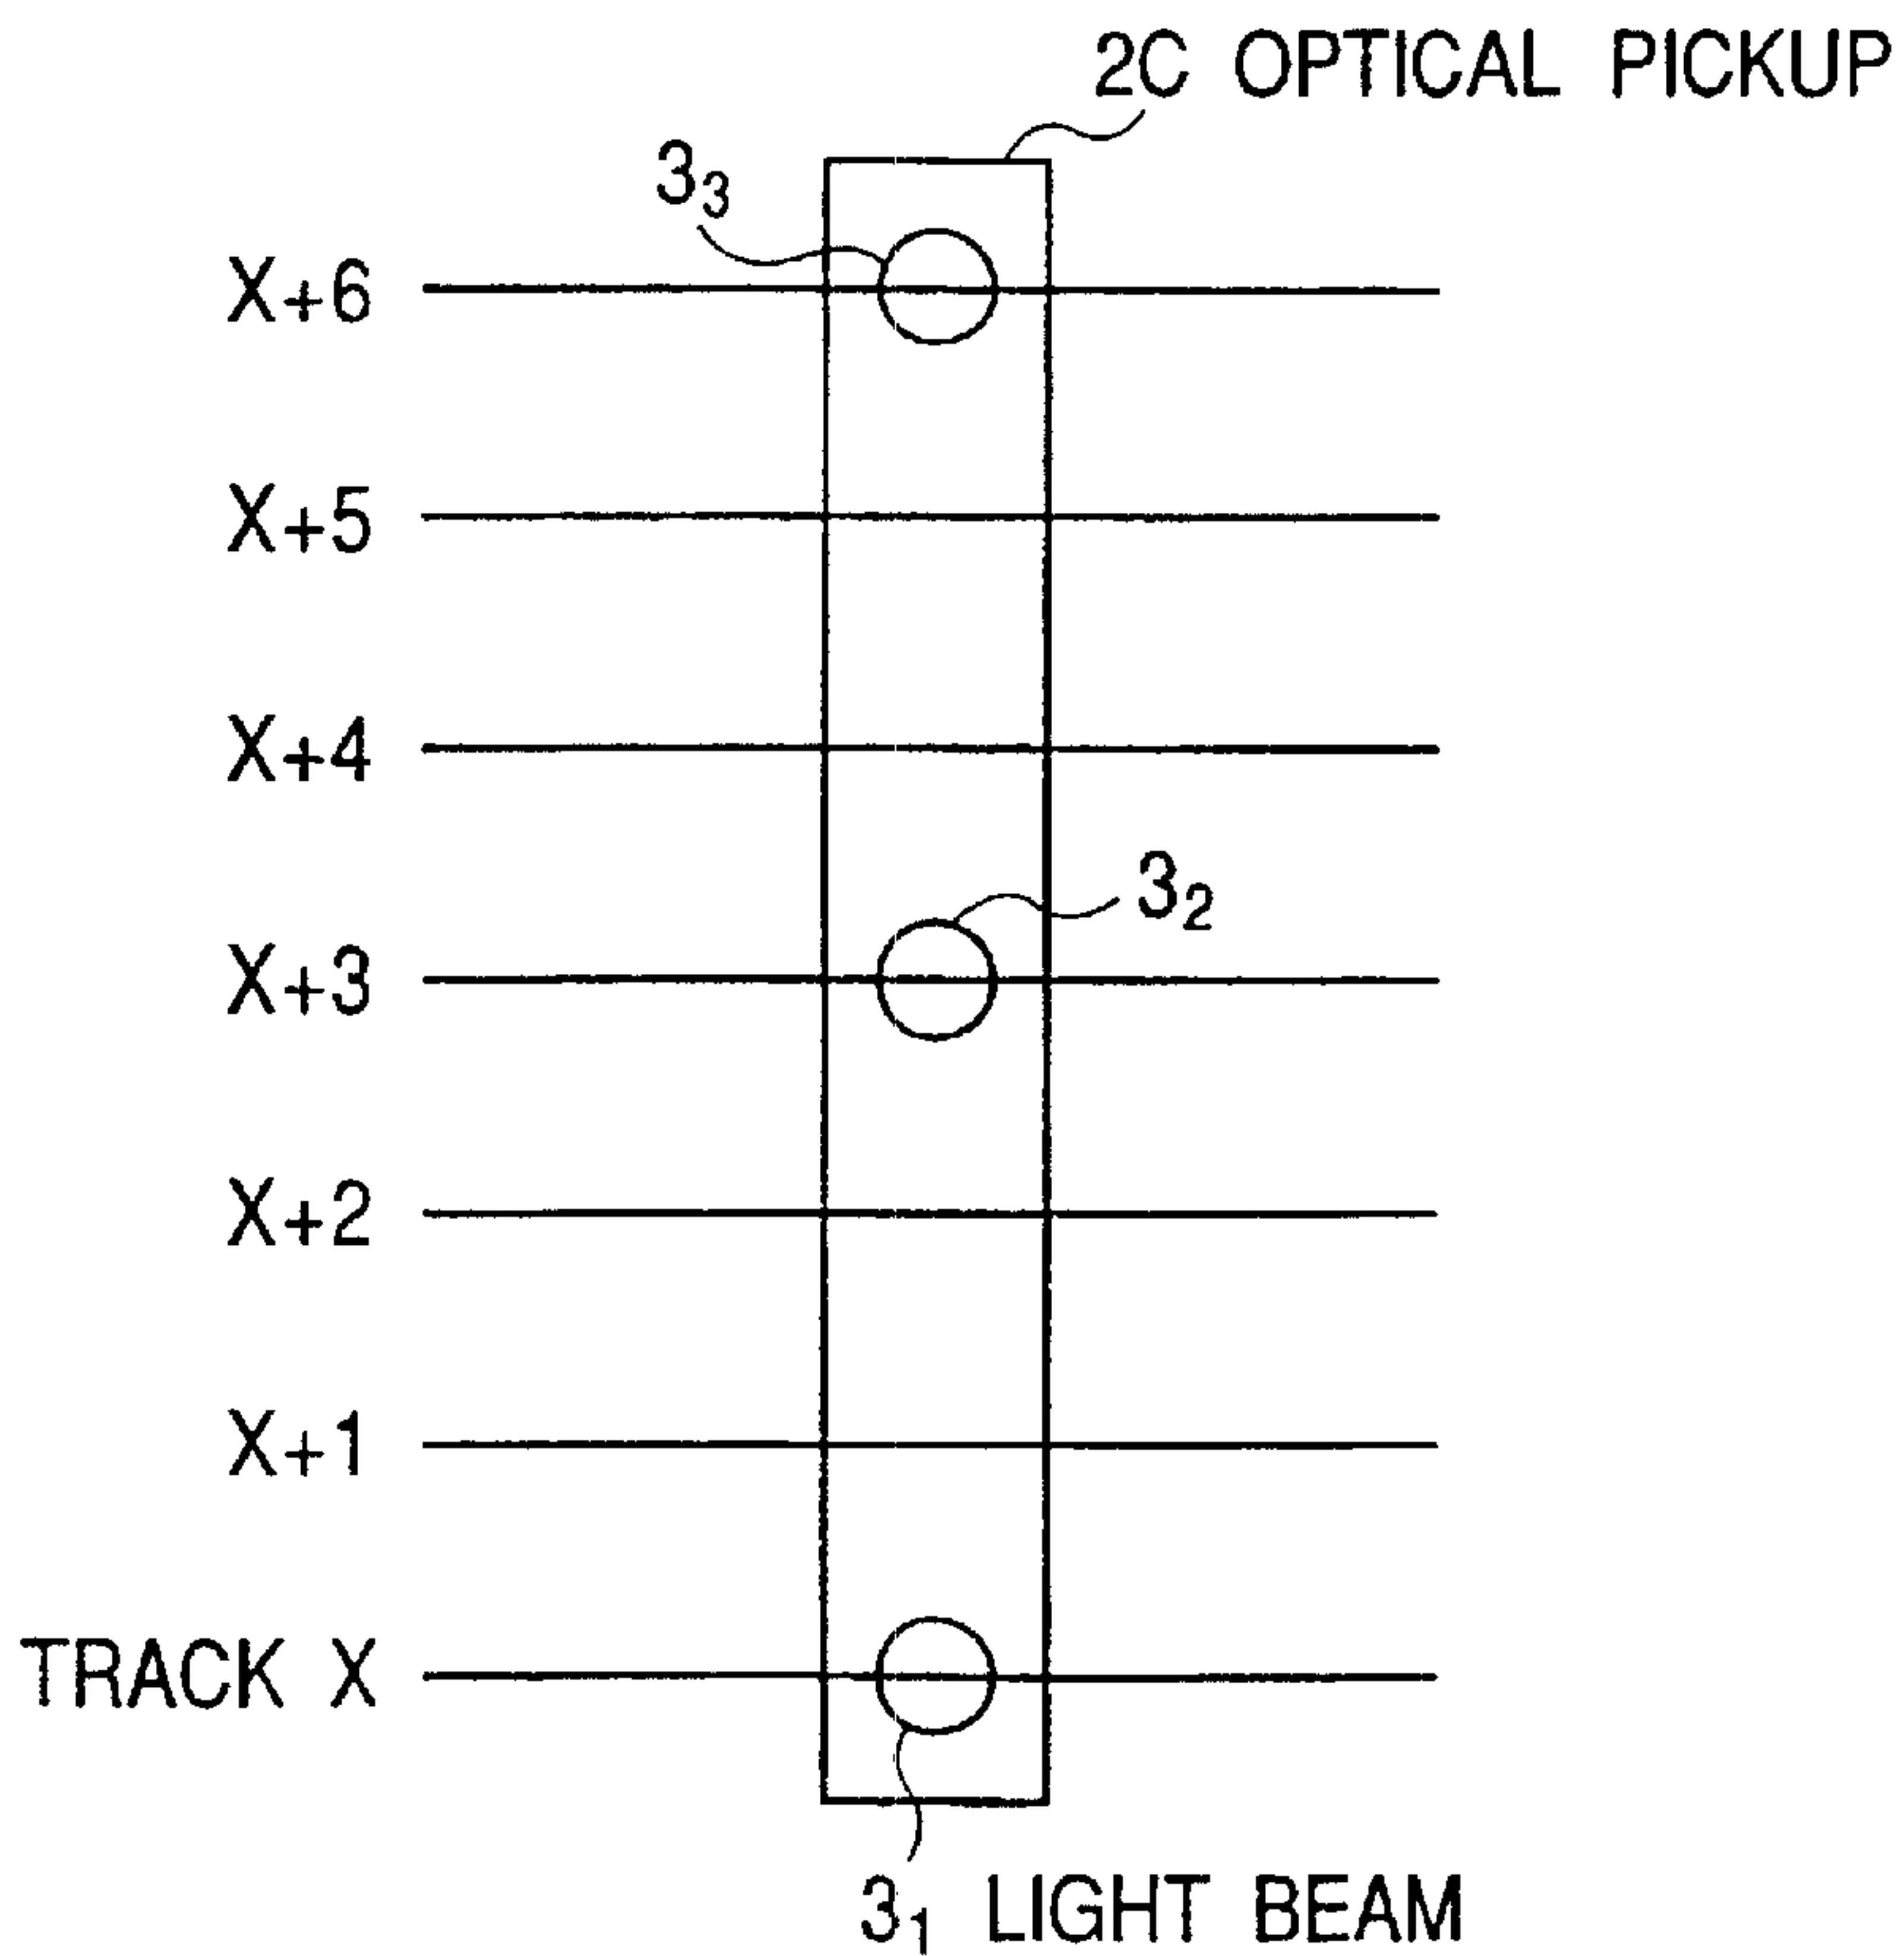 2C OPTICAL PICKUP
3₃
X+6
X+5
X+4
3₂
X+3
X+2
X+1
TRACK X
3₁ LIGHT BEAM